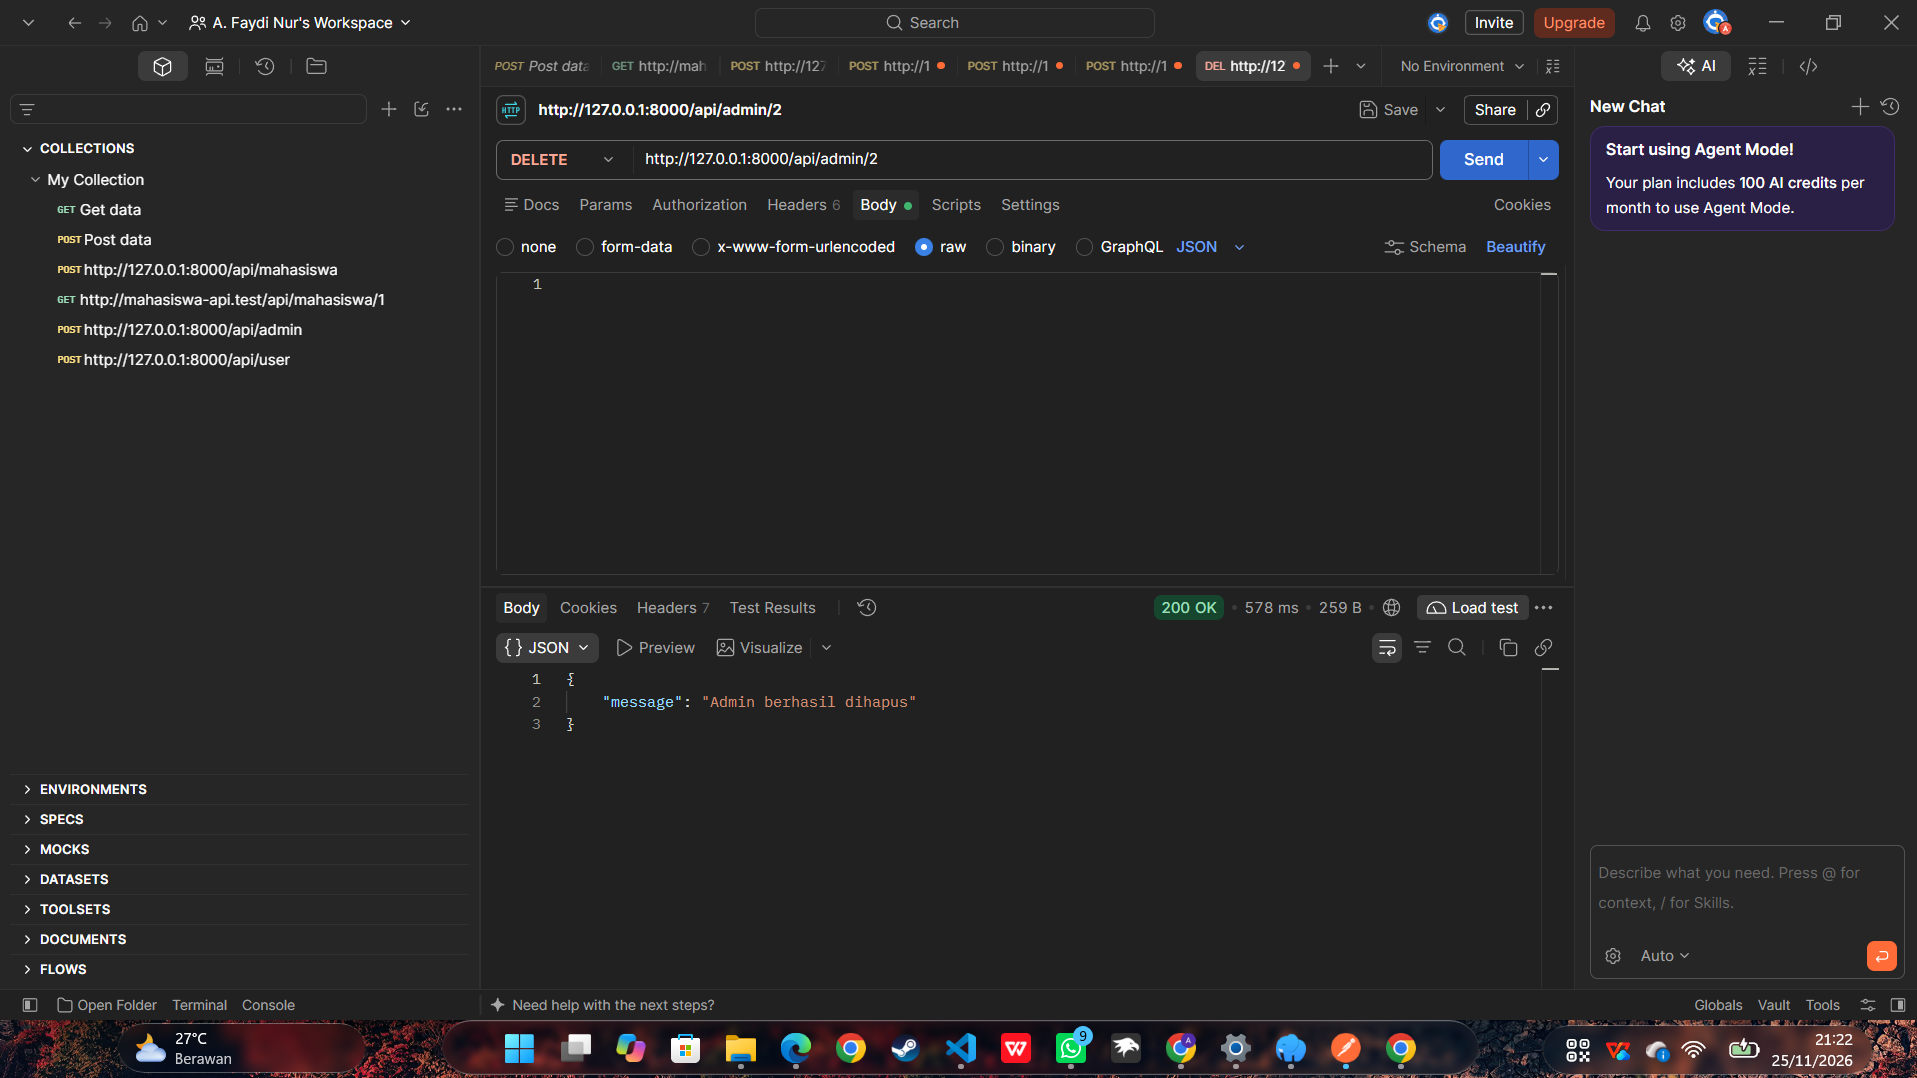 A. Faydi Nur's Workspace
Search
Invite
Upgrade
POST Post data
GET http://mah
POST http://127
POST http://1
POST http://1
POST http://1
DEL http://12
No Environment
AI
HTTP
http://127.0.0.1:8000/api/admin/2
Save
Share
New Chat
COLLECTIONS
My Collection
GET Get data
POST Post data
POST http://127.0.0.1:8000/api/mahasiswa
GET http://mahasiswa-api.test/api/mahasiswa/1
POST http://127.0.0.1:8000/api/admin
POST http://127.0.0.1:8000/api/user
DELETE
http://127.0.0.1:8000/api/admin/2
Send
Docs
Params
Authorization
Headers 6
Body
Scripts
Settings
Cookies
none
form-data
x-www-form-urlencoded
raw
binary
GraphQL
JSON
Schema
Beautify
1
Start using Agent Mode!
Your plan includes 100 AI credits per
month to use Agent Mode.
Body
Cookies
Headers 7
Test Results
200 OK
578 ms
259 B
Load test
{} JSON
Preview
Visualize
1 {
2 "message": "Admin berhasil dihapus"
3 }
ENVIRONMENTS
SPECS
MOCKS
DATASETS
TOOLSETS
DOCUMENTS
FLOWS
Describe what you need. Press @ for
context, / for Skills.
Auto
Open Folder
Terminal
Console
Need help with the next steps?
Globals
Vault
Tools
27°C
Berawan
9
21:22
25/11/2026